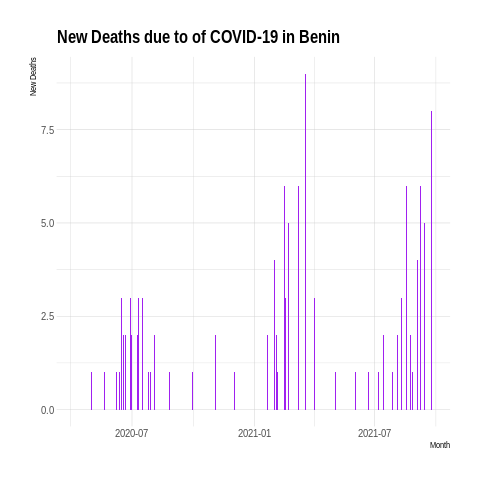 New Deaths due to of COVID-19 in Benin
New Deaths
7.5
5.0
2.5
0.0
2020-07 2021-01 2021-07
Month